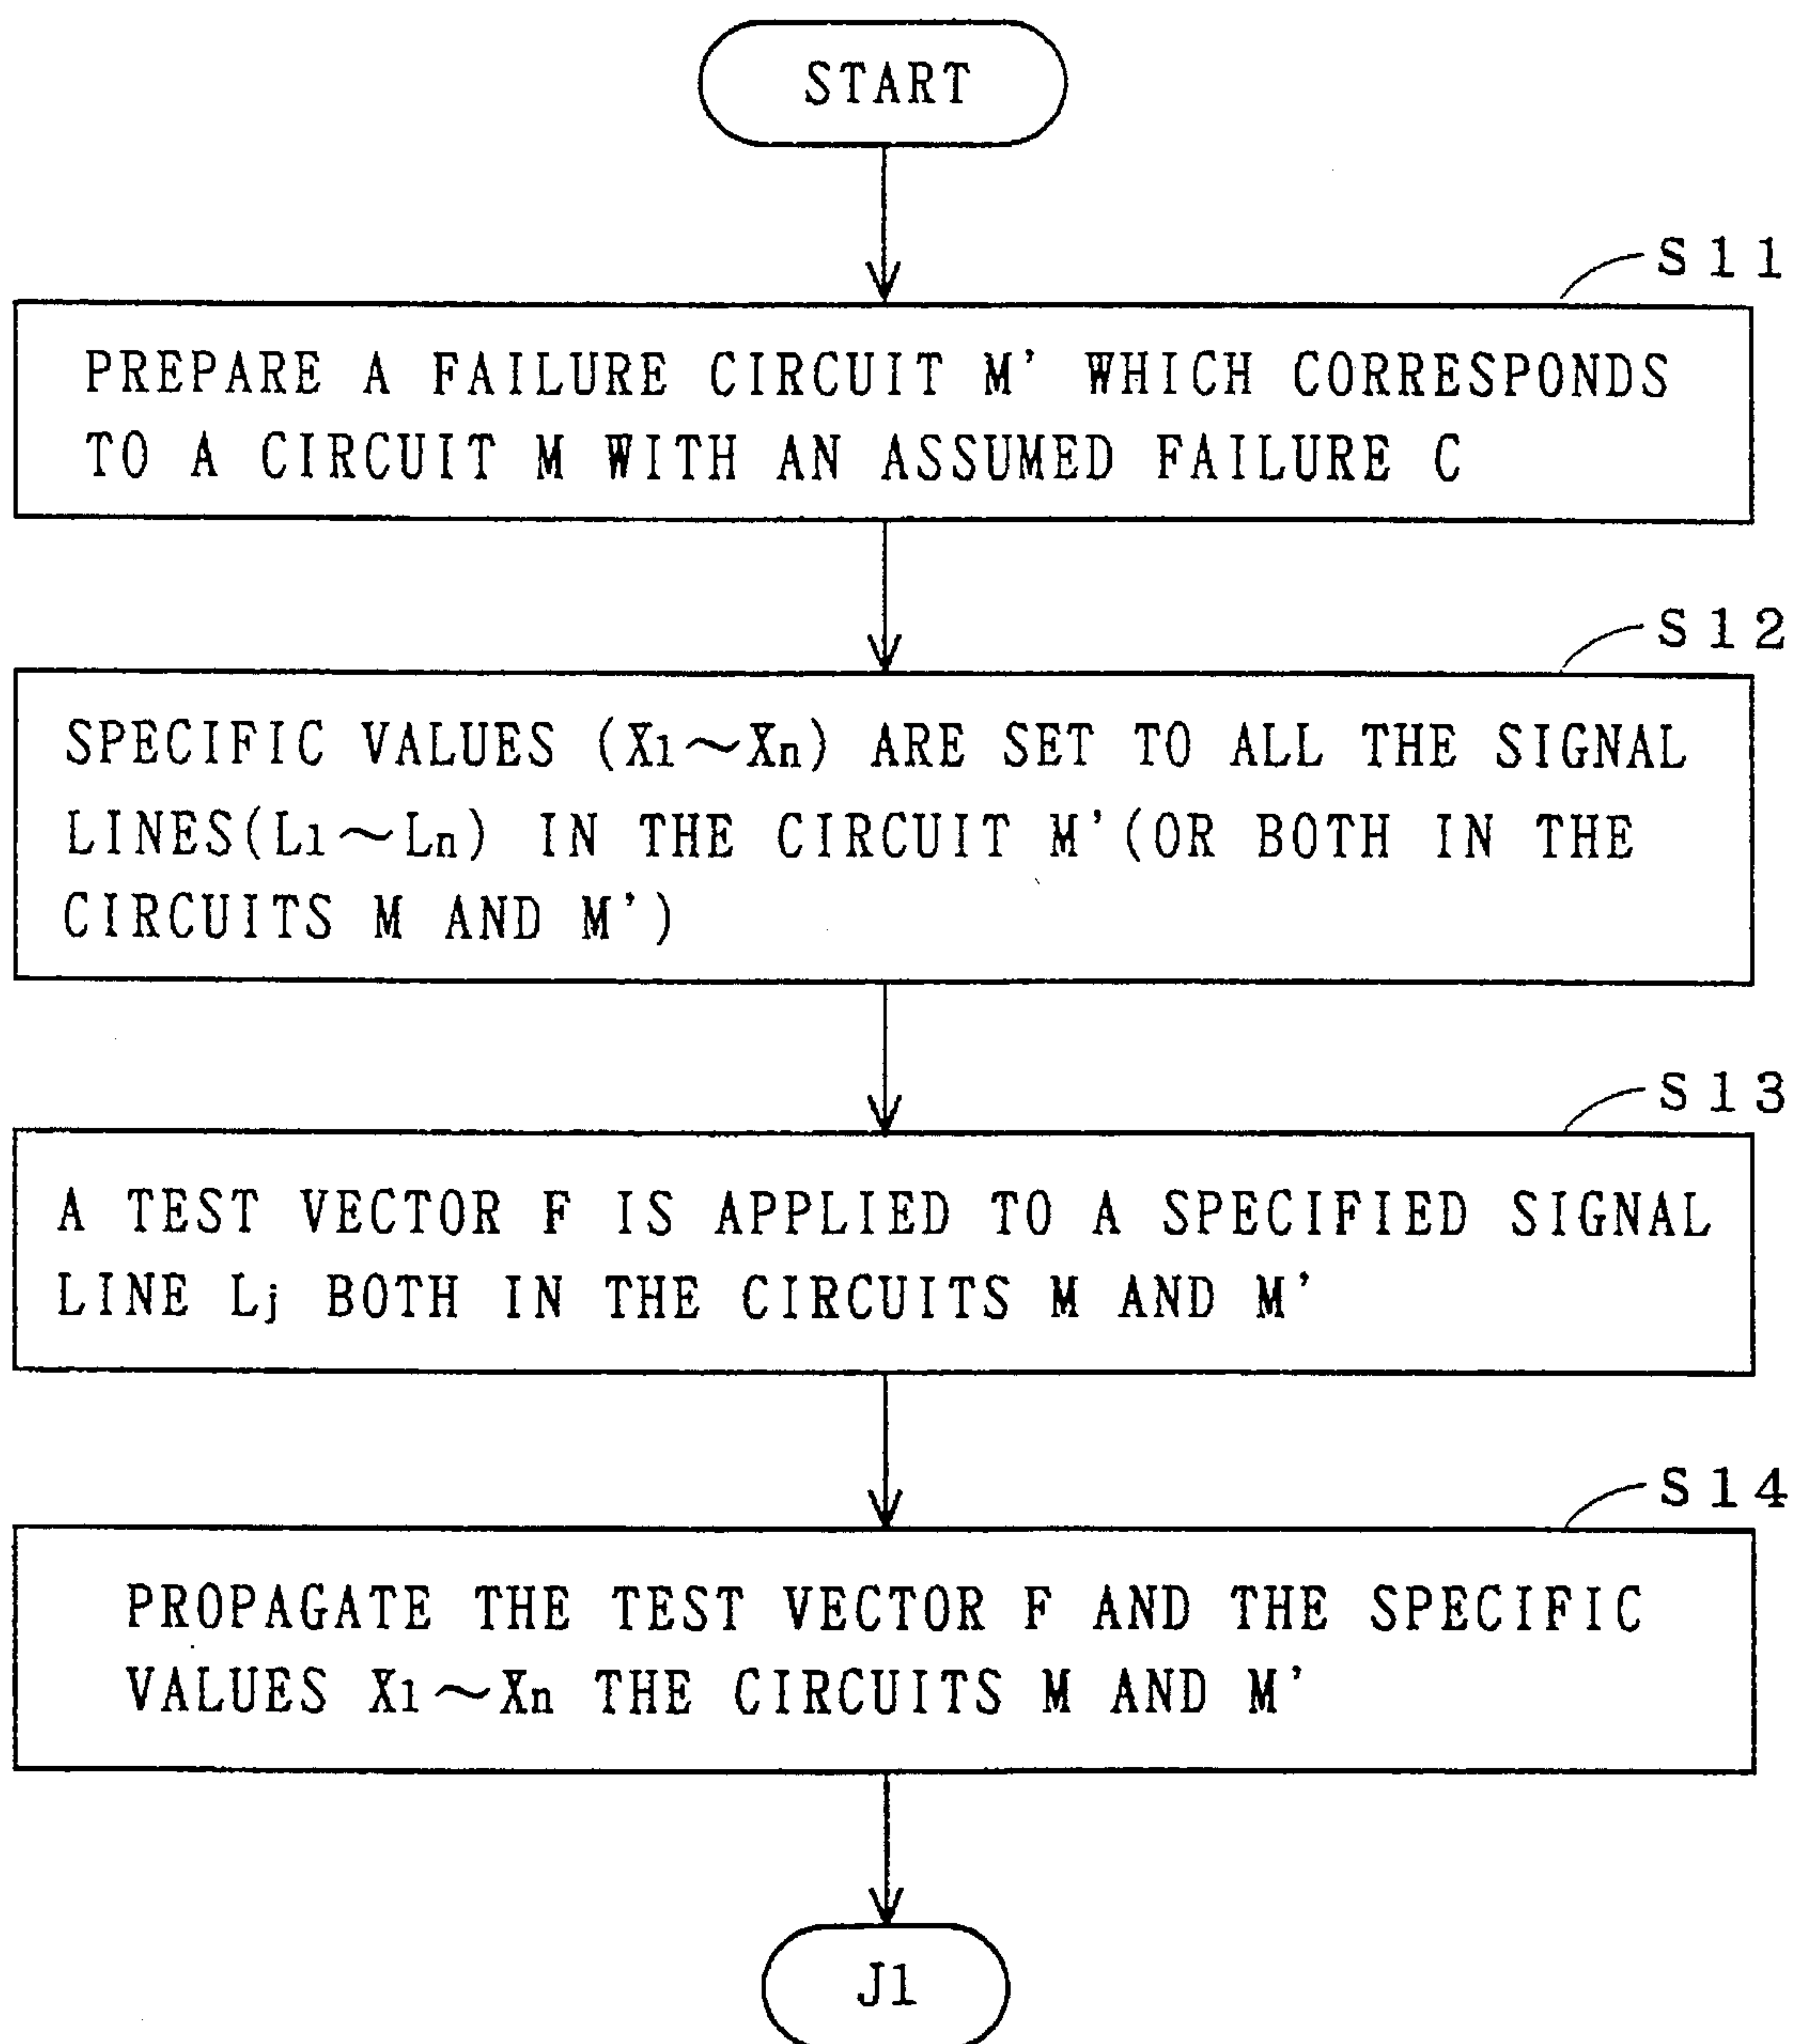 START
S11
PREPARE A FAILURE CIRCUIT M' WHICH CORRESPONDS
TO A CIRCUIT M WITH AN ASSUMED FAILURE C
S12
SPECIFIC VALUES (X1～Xn) ARE SET TO ALL THE SIGNAL
LINES(L1～Ln) IN THE CIRCUIT M'(OR BOTH IN THE
CIRCUITS M AND M')
S13
A TEST VECTOR F IS APPLIED TO A SPECIFIED SIGNAL
LINE Lj BOTH IN THE CIRCUITS M AND M'
S14
PROPAGATE THE TEST VECTOR F AND THE SPECIFIC
VALUES X1～Xn THE CIRCUITS M AND M'
J1